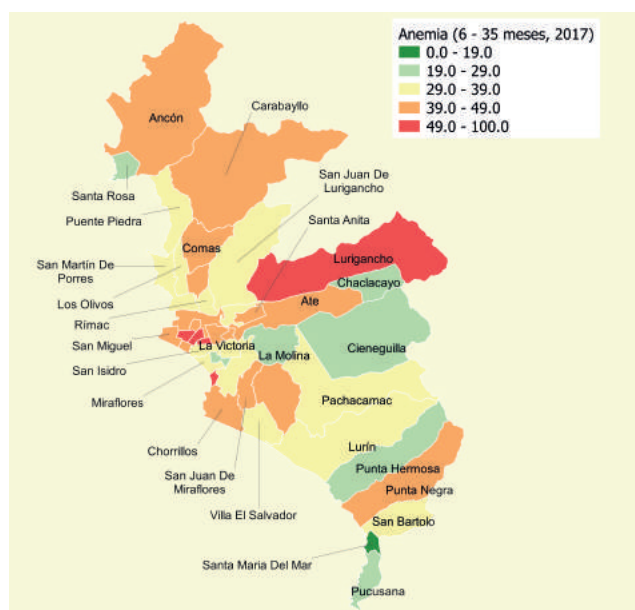 Anemia (6 - 35 meses, 2017)
0.0 - 19.0
19.0 - 29.0
29.0 - 39.0
39.0 - 49.0
49.0 - 100.0
Ancón
Carabayllo
San Juan De
Lurigancho
Santa Rosa
Puente Piedra
Santa Anita
Comas
San Martín De
Porres
Lurigancho
Chaclacayo
Los Olivos
Ate
Rímac
San Miguel
La Victoria
La Molina
Cieneguilla
San Isidro
Miraflores
Pachacamac
Chorrillos
Lurín
San Juan De
Miraflores
Punta Hermosa
Punta Negra
Villa El Salvador
San Bartolo
Santa Maria Del Mar
Pucusana